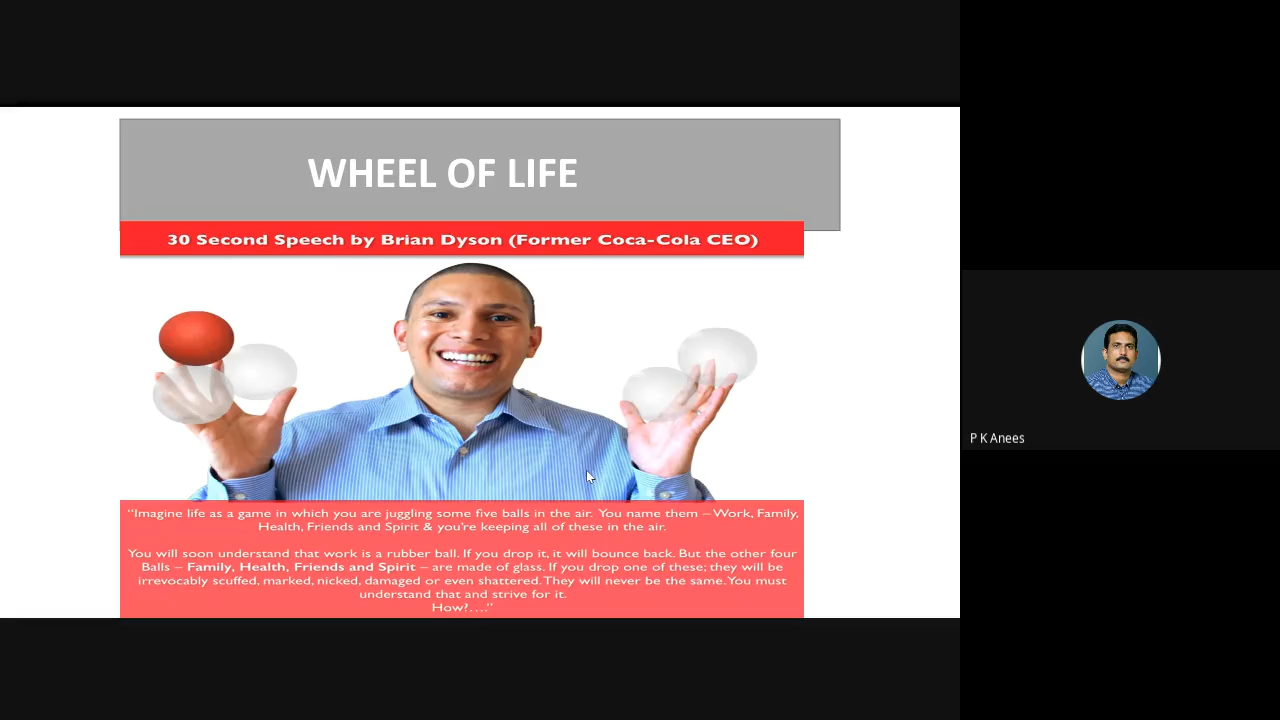 WHEEL OF LIFE
30 Second Speech by Brian Dyson (Former Coca-Cola CEO)
“Imagine life as a game in which you are juggling some five balls in the air. You name them – Work, Family,
Health, Friends and Spirit & you're keeping all of these in the air.
You will soon understand that work is a rubber ball. If you drop it, it will bounce back. But the other four
Balls – Family, Health, Friends and Spirit – are made of glass. If you drop one of these; they will be
irrevocably scuffed, marked, nicked, damaged or even shattered. They will never be the same. You must
understand that and strive for it.
How?....”
P K Anees